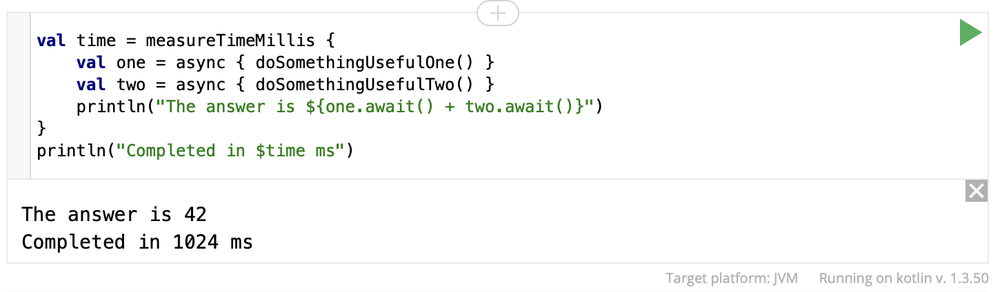 val time = measureTimeMillis {
    val one = async { doSomethingUsefulOne() }
    val two = async { doSomethingUsefulTwo() }
    println("The answer is ${one.await() + two.await()}")
}
println("Completed in $time ms")
The answer is 42
Completed in 1024 ms
Target platform: JVM Running on kotlin v. 1.3.50